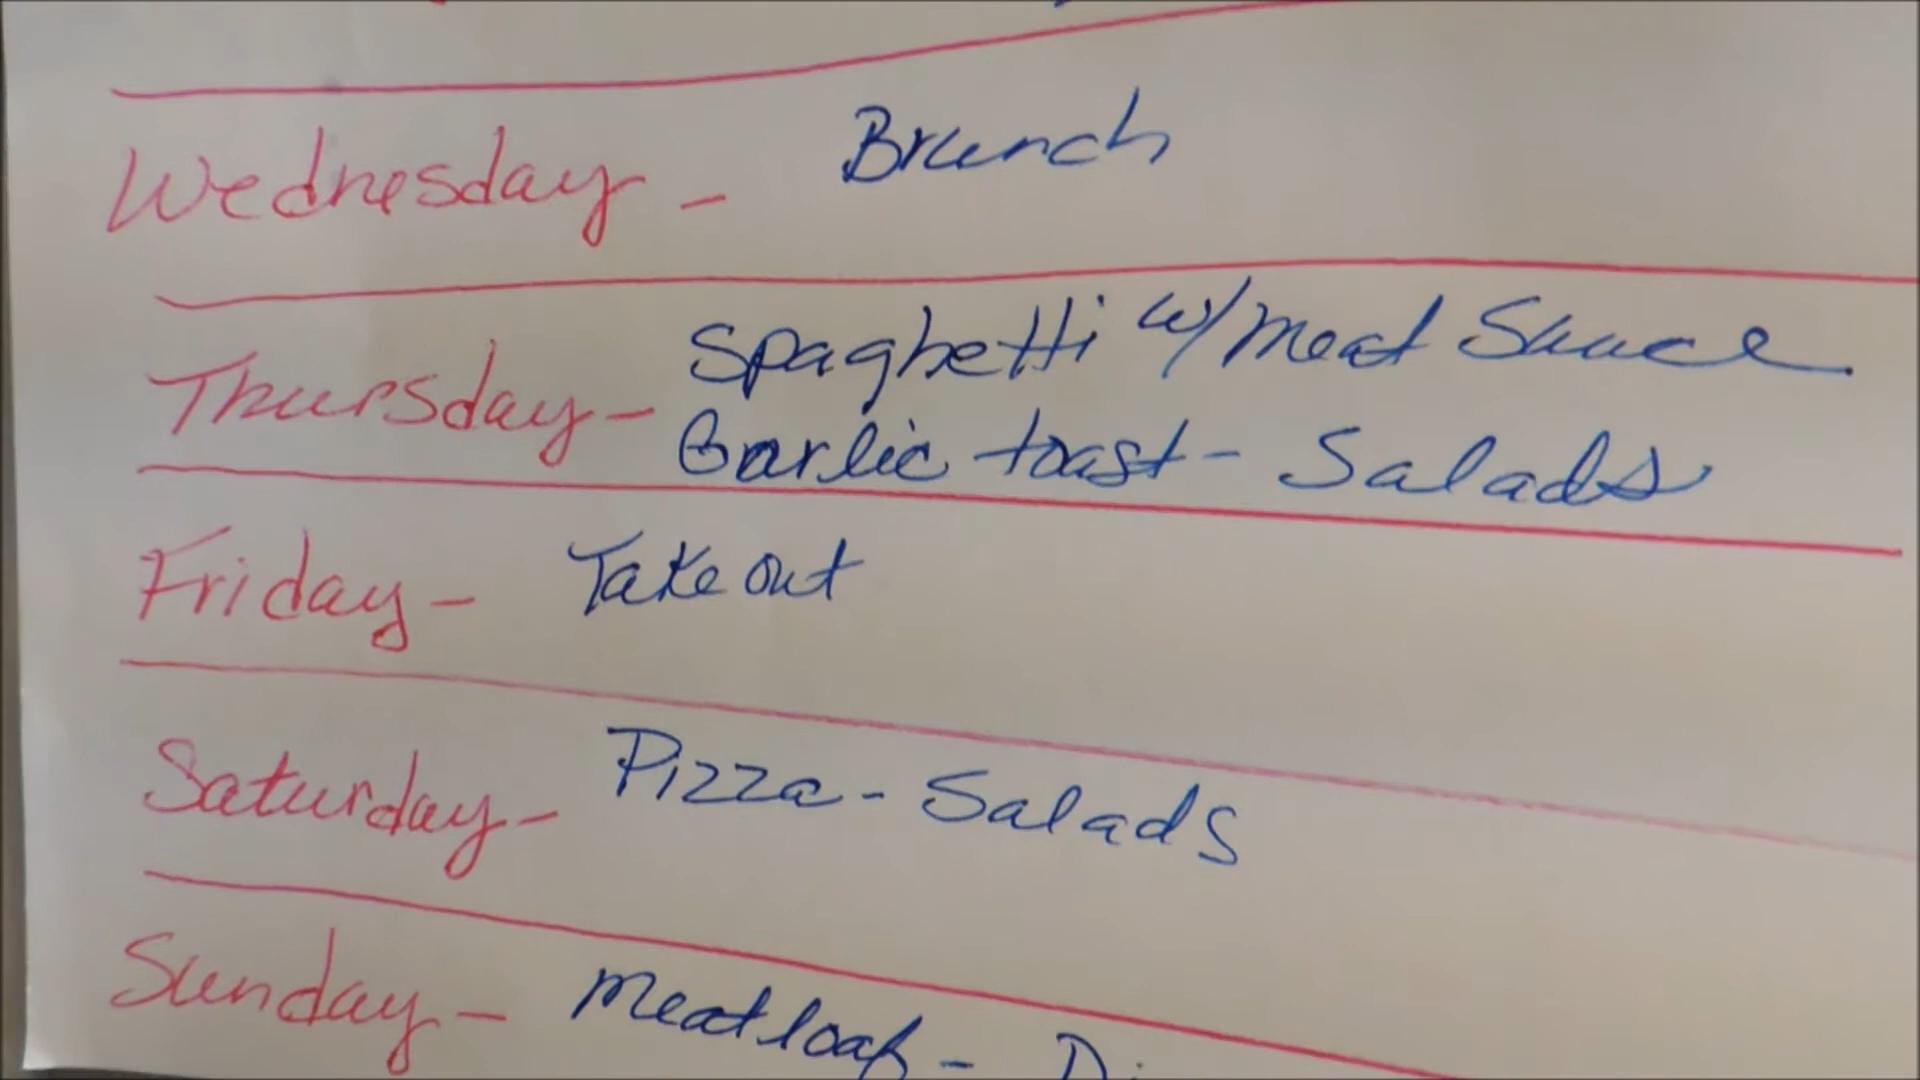 Wednesday - Brunch
Thursday - Spaghetti w/ Meat Sauce
Garlic toast - Salads
Friday - Take out
Saturday - Pizza - Salads
Sunday - Meatloaf -